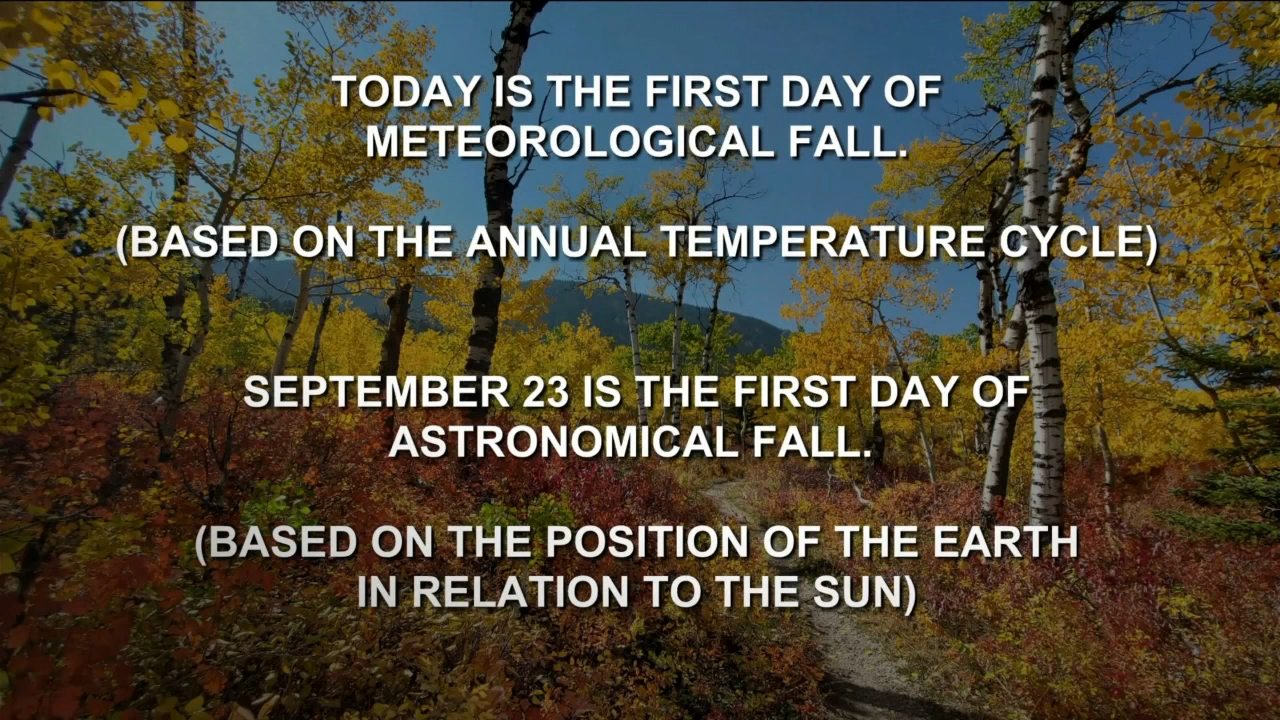 TODAY IS THE FIRST DAY OF
METEOROLOGICAL FALL.
(BASED ON THE ANNUAL TEMPERATURE CYCLE)
SEPTEMBER 23 IS THE FIRST DAY OF
ASTRONOMICAL FALL.
(BASED ON THE POSITION OF THE EARTH
IN RELATION TO THE SUN)